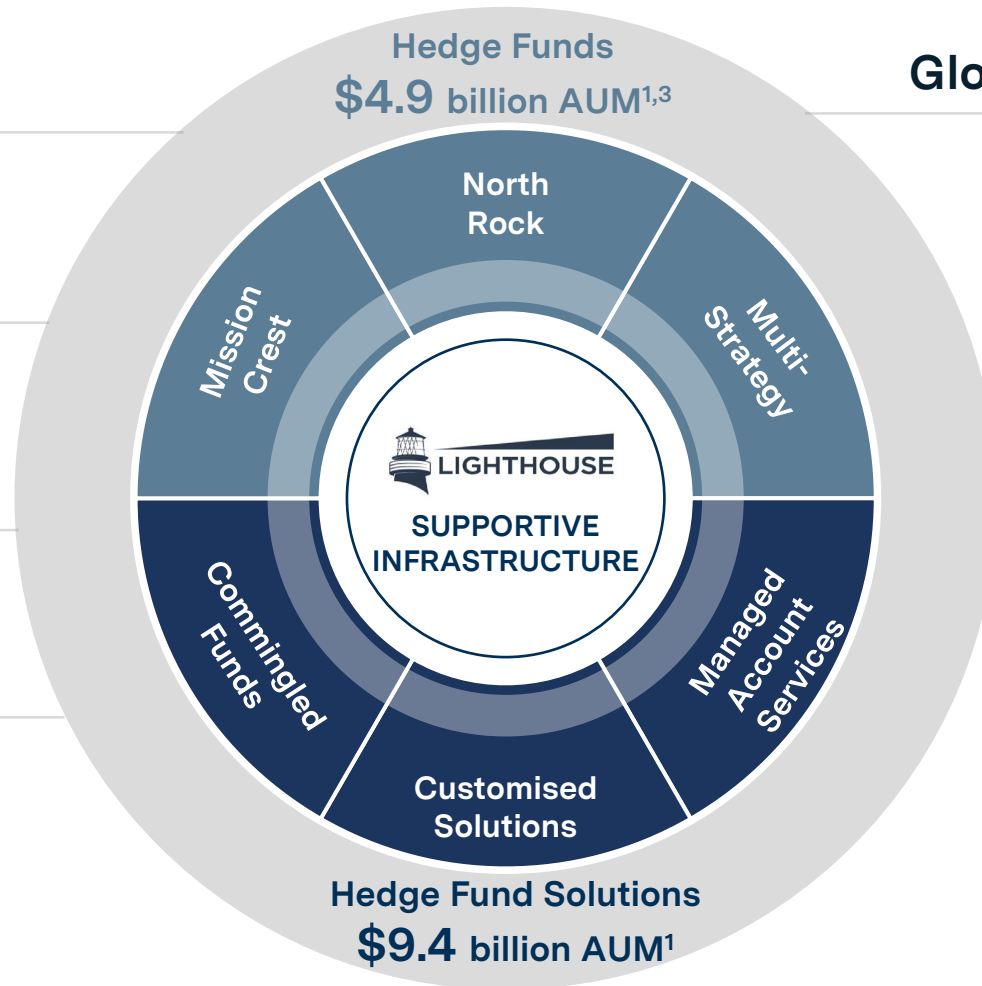 Hedge Funds
$4.9 billion AUM¹,³
Glo
North
Rock
Mission
Crest
Multi-
Strategy
LIGHTHOUSE
SUPPORTIVE
INFRASTRUCTURE
Commingled
Funds
Managed
Account
Services
Customised
Solutions
Hedge Fund Solutions
$9.4 billion AUM¹